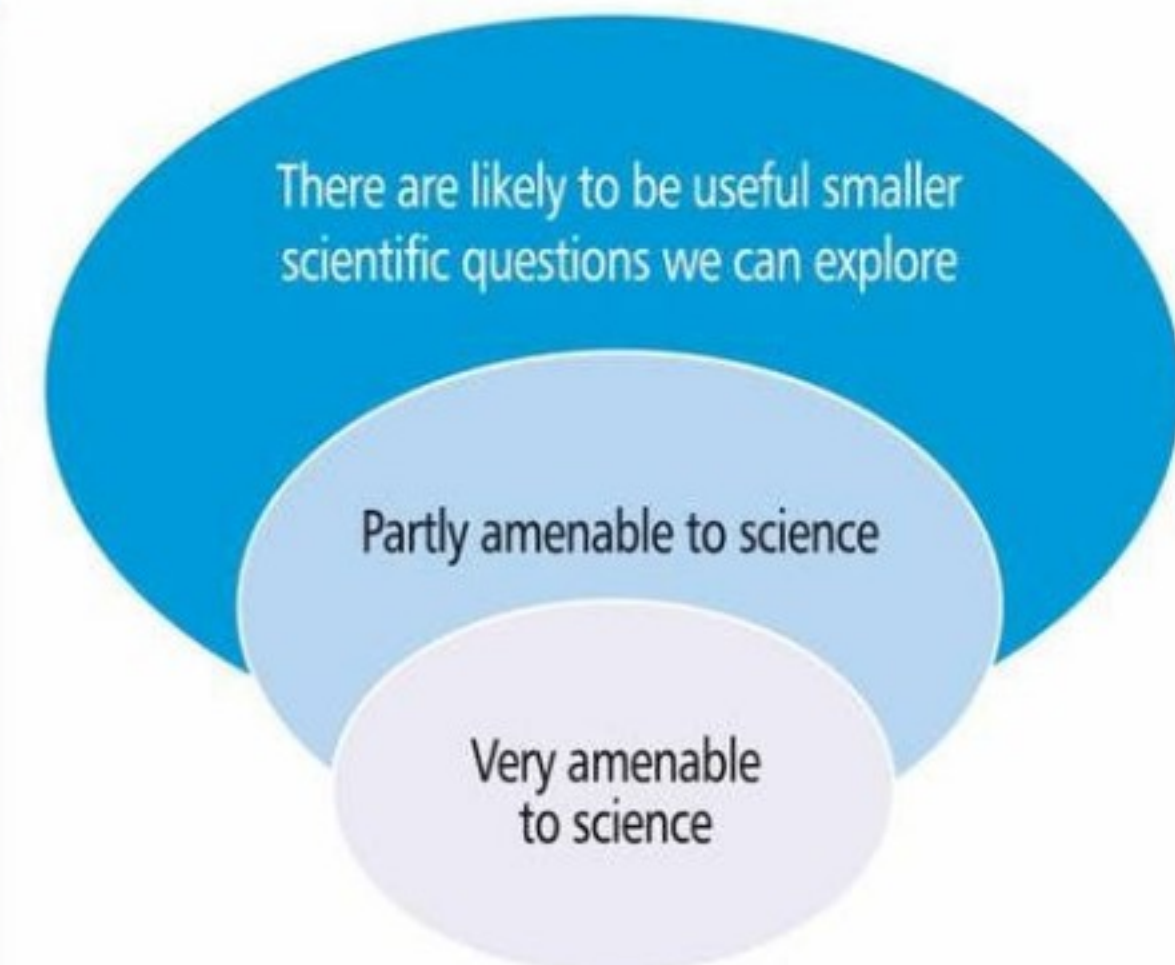 There are likely to be useful smaller
scientific questions we can explore
Partly amenable to science
Very amenable
to science